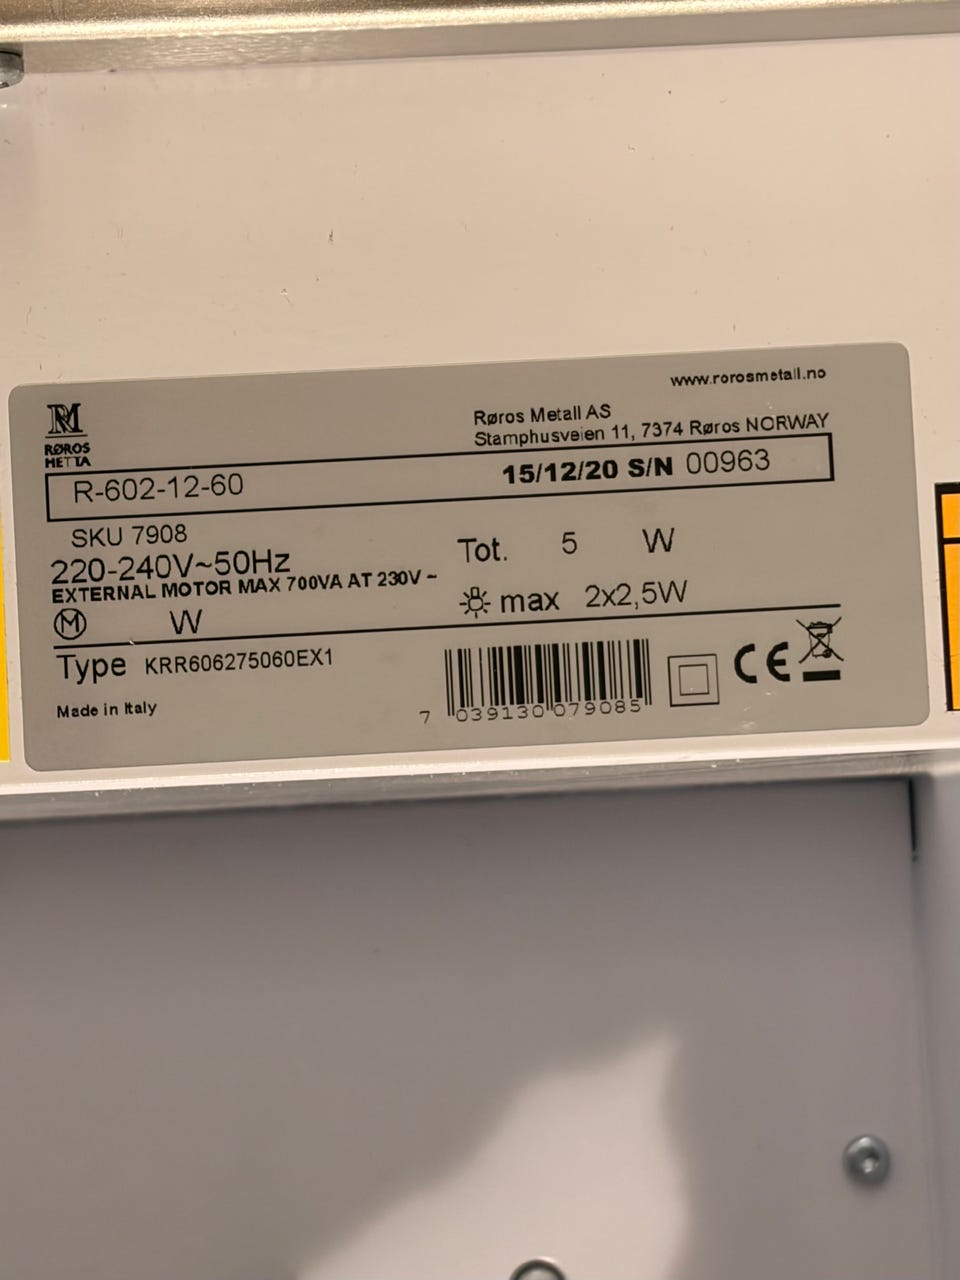 www.rorosmetall.no
RM
RØROS
METTA
Røros Metall AS
Stamphusveien 11, 7374 Røros NORWAY
R-602-12-60 15/12/20 S/N 00963
SKU 7908
220-240V~50Hz
EXTERNAL MOTOR MAX 700VA AT 230V ~
Tot. 5 W
M W
max 2x2,5W
Type KRR606275060EX1
Made in Italy
7 039130 079085
CE